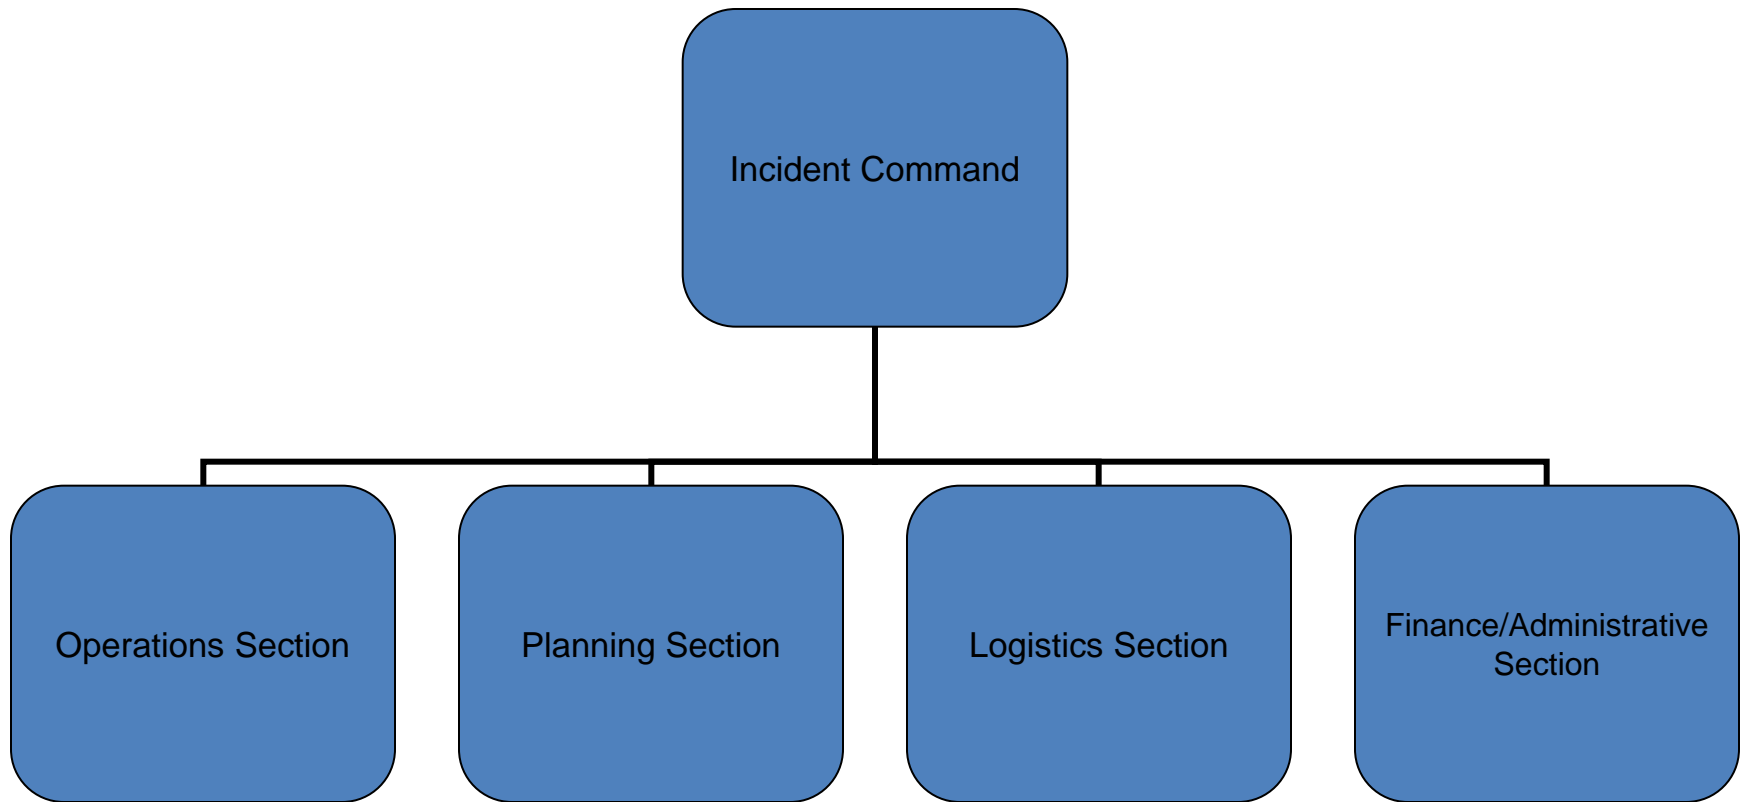 Incident Command
Operations Section
Planning Section
Logistics Section
Finance/Administrative
Section